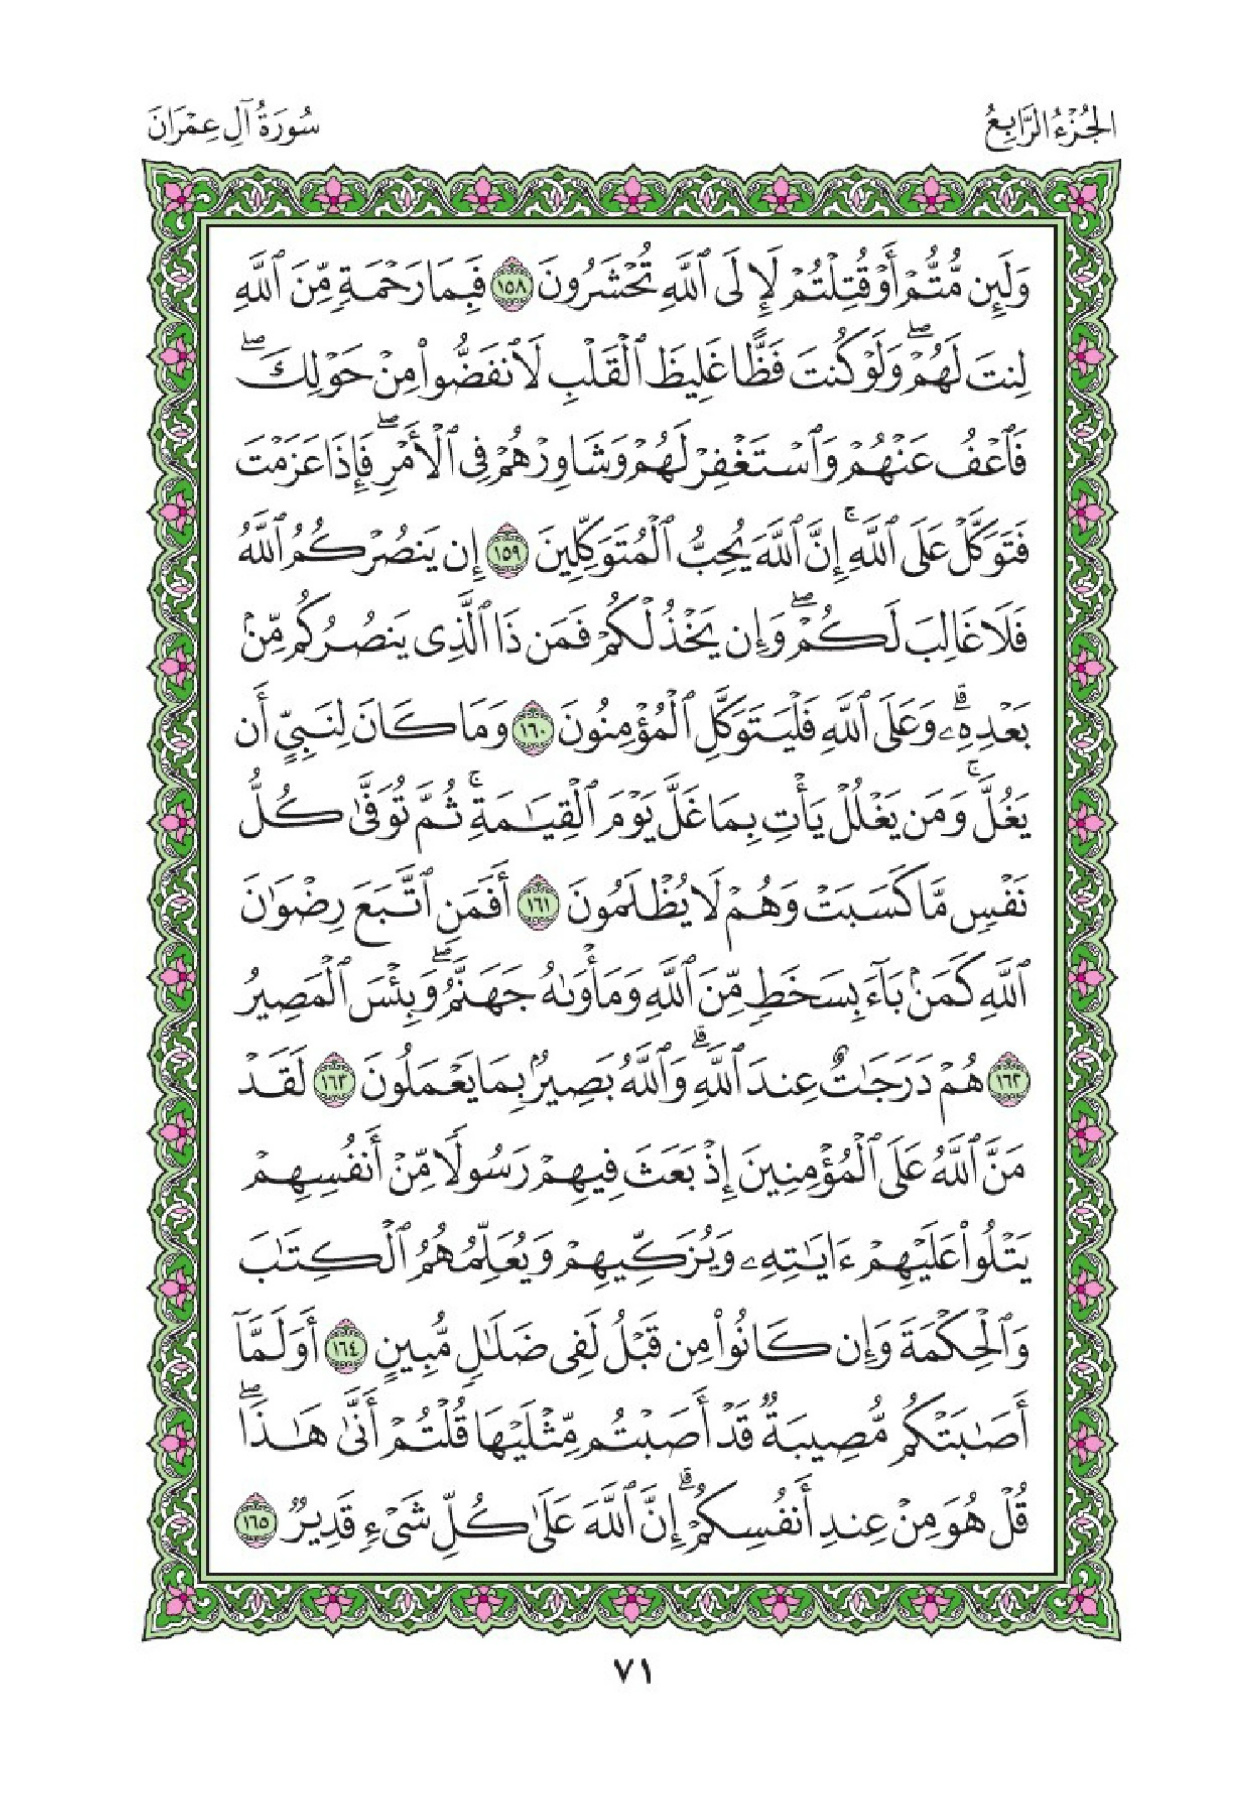 الجُزْءُ الرَّابِعُ
سُورَةُ آلِ عِمْرَانَ
وَلَئِن مُّتُّمْ أَوْ قُتِلْتُمْ لَإِلَى ٱللَّهِ تُحْشَرُونَ ١٥٨ فَبِمَا رَحْمَةٍ مِّنَ ٱللَّهِ
لِنتَ لَهُمْ ۖ وَلَوْ كُنتَ فَظًّا غَلِيظَ ٱلْقَلْبِ لَٱنفَضُّوا۟ مِنْ حَوْلِكَ ۖ
فَٱعْفُ عَنْهُمْ وَٱسْتَغْفِرْ لَهُمْ وَشَاوِرْهُمْ فِى ٱلْأَمْرِ ۖ فَإِذَا عَزَمْتَ
فَتَوَكَّلْ عَلَى ٱللَّهِ ۚ إِنَّ ٱللَّهَ يُحِبُّ ٱلْمُتَوَكِّلِينَ ١٥٩ إِن يَنصُرْكُمُ ٱللَّهُ
فَلَا غَالِبَ لَكُمْ ۖ وَإِن يَخْذُلْكُمْ فَمَن ذَا ٱلَّذِى يَنصُرُكُم مِّنۢ
بَعْدِهِۦ ۗ وَعَلَى ٱللَّهِ فَلْيَتَوَكَّلِ ٱلْمُؤْمِنُونَ ١٦٠ وَمَا كَانَ لِنَبِىٍّ أَن
يَغُلَّ ۚ وَمَن يَغْلُلْ يَأْتِ بِمَا غَلَّ يَوْمَ ٱلْقِيَـٰمَةِ ۚ ثُمَّ تُوَفَّىٰ كُلُّ
نَفْسٍ مَّا كَسَبَتْ وَهُمْ لَا يُظْلَمُونَ ١٦١ أَفَمَنِ ٱتَّبَعَ رِضْوَٰنَ
ٱللَّهِ كَمَنۢ بَآءَ بِسَخَطٍ مِّنَ ٱللَّهِ وَمَأْوَىٰهُ جَهَنَّمُ ۖ وَبِئْسَ ٱلْمَصِيرُ
١٦٢ هُمْ دَرَجَـٰتٌ عِندَ ٱللَّهِ ۗ وَٱللَّهُ بَصِيرٌۢ بِمَا يَعْمَلُونَ ١٦٣ لَقَدْ
مَنَّ ٱللَّهُ عَلَى ٱلْمُؤْمِنِينَ إِذْ بَعَثَ فِيهِمْ رَسُولًا مِّنْ أَنفُسِهِمْ
يَتْلُوا۟ عَلَيْهِمْ ءَايَـٰتِهِۦ وَيُزَكِّيهِمْ وَيُعَلِّمُهُمُ ٱلْكِتَـٰبَ
وَٱلْحِكْمَةَ وَإِن كَانُوا۟ مِن قَبْلُ لَفِى ضَلَـٰلٍ مُّبِينٍ ١٦٤ أَوَلَمَّآ
أَصَـٰبَتْكُم مُّصِيبَةٌ قَدْ أَصَبْتُم مِّثْلَيْهَا قُلْتُمْ أَنَّىٰ هَـٰذَا ۖ
قُلْ هُوَ مِنْ عِندِ أَنفُسِكُمْ ۗ إِنَّ ٱللَّهَ عَلَىٰ كُلِّ شَىْءٍ قَدِيرٌ ١٦٥
٧١